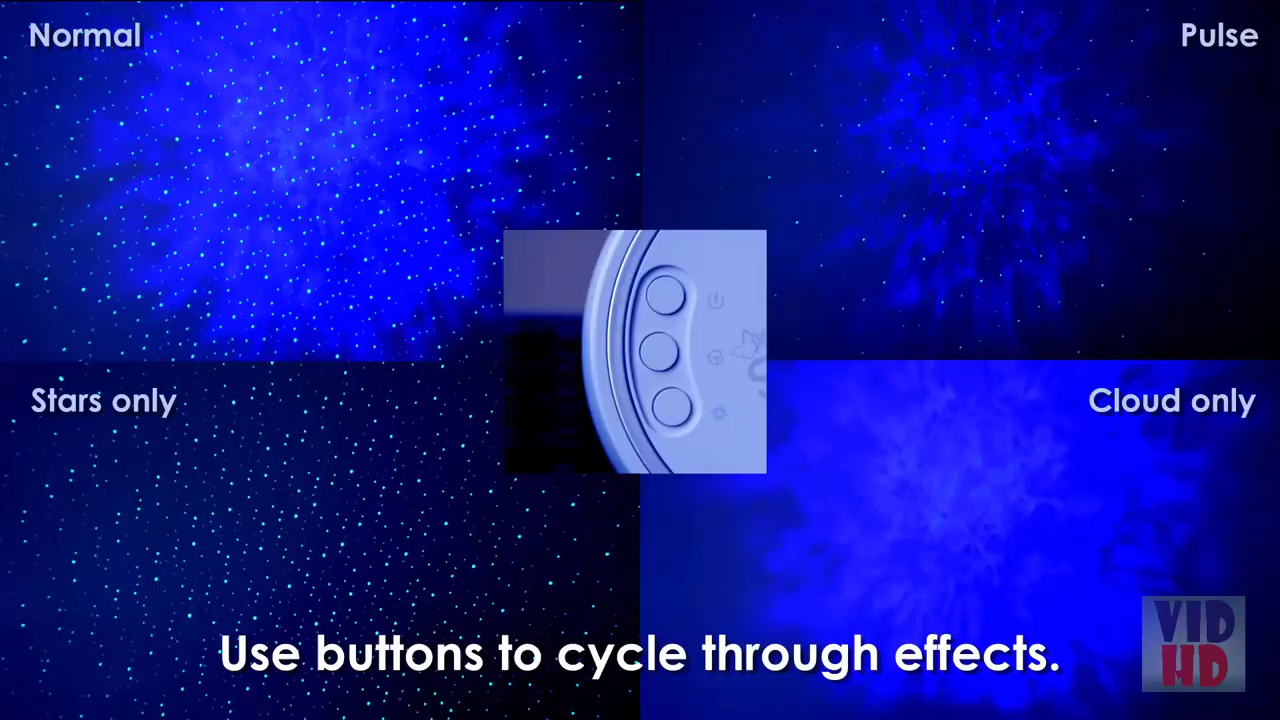 Normal
Pulse
Stars only
Cloud only
Use buttons to cycle through effects.
VID
HD